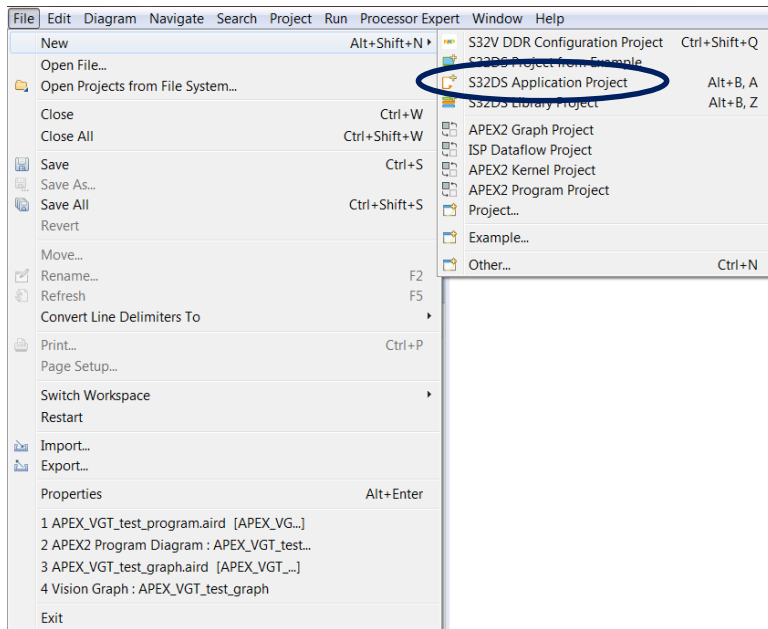 File Edit Diagram Navigate Search Project Run Processor Expert Window Help
New Alt+Shift+N
Open File...
Open Projects from File System...
Close Ctrl+W
Close All Ctrl+Shift+W
Save Ctrl+S
Save As...
Save All Ctrl+Shift+S
Revert
Move...
Rename... F2
Refresh F5
Convert Line Delimiters To
Print... Ctrl+P
Page Setup...
Switch Workspace
Restart
Import...
Export...
Properties Alt+Enter
1 APEX_VGT_test_program.aird [APEX_VG...]
2 APEX2 Program Diagram : APEX_VGT_test...
3 APEX_VGT_test_graph.aird [APEX_VGT_...]
4 Vision Graph : APEX_VGT_test_graph
Exit
S32V DDR Configuration Project Ctrl+Shift+Q
S32DS Project from Example
S32DS Application Project Alt+B, A
S32DS Library Project Alt+B, Z
APEX2 Graph Project
ISP Dataflow Project
APEX2 Kernel Project
APEX2 Program Project
Project...
Example...
Other... Ctrl+N